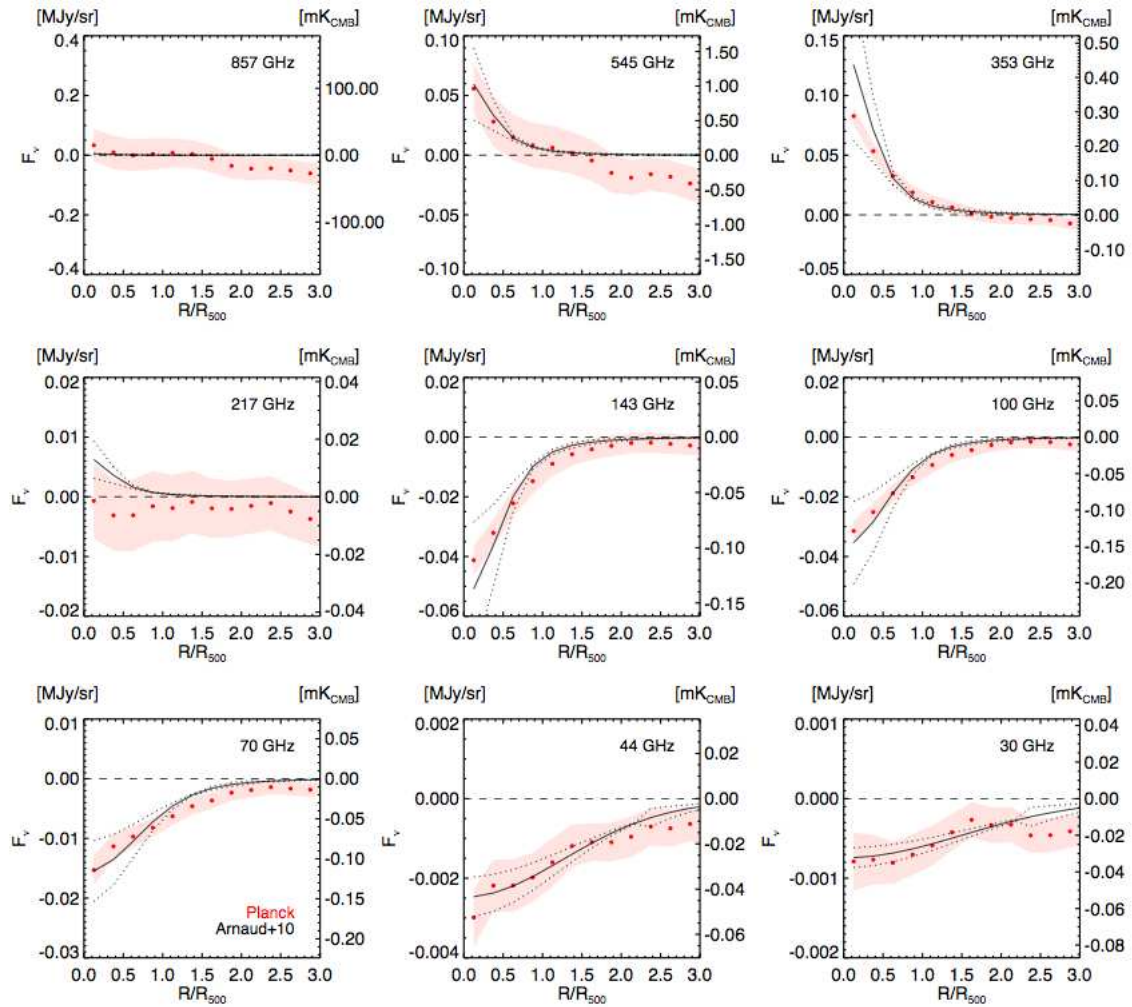 [MJy/sr] [mK_CMB] [MJy/sr] [mK_CMB] [MJy/sr] [mK_CMB]
857 GHz 545 GHz 353 GHz
0.4 0.2 0.0 -0.2 -0.4
100.00 0.00 -100.00
0.10 0.05 0.00 -0.05 -0.10
1.50 1.00 0.50 0.00 -0.50 -1.00 -1.50
0.15 0.10 0.05 0.00 -0.05
0.50 0.40 0.30 0.20 0.10 0.00 -0.10
F_ν F_ν F_ν
0.0 0.5 1.0 1.5 2.0 2.5 3.0 0.0 0.5 1.0 1.5 2.0 2.5 3.0 0.0 0.5 1.0 1.5 2.0 2.5 3.0
R/R_500 R/R_500 R/R_500
[MJy/sr] [mK_CMB] [MJy/sr] [mK_CMB] [MJy/sr] [mK_CMB]
217 GHz 143 GHz 100 GHz
0.02 0.01 0.00 -0.01 -0.02
0.04 0.02 0.00 -0.02 -0.04
0.02 0.00 -0.02 -0.04 -0.06
0.05 0.00 -0.05 -0.10 -0.15
0.02 0.00 -0.02 -0.04 -0.06
0.05 0.00 -0.05 -0.10 -0.15 -0.20
F_ν F_ν F_ν
0.0 0.5 1.0 1.5 2.0 2.5 3.0 0.0 0.5 1.0 1.5 2.0 2.5 3.0 0.0 0.5 1.0 1.5 2.0 2.5 3.0
R/R_500 R/R_500 R/R_500
[MJy/sr] [mK_CMB] [MJy/sr] [mK_CMB] [MJy/sr] [mK_CMB]
70 GHz 44 GHz 30 GHz
0.01 0.00 -0.01 -0.02 -0.03
0.05 0.00 -0.05 -0.10 -0.15 -0.20
0.002 0.000 -0.002 -0.004
0.02 0.00 -0.02 -0.04 -0.06
0.001 0.000 -0.001 -0.002
0.04 0.02 0.00 -0.02 -0.04 -0.06 -0.08
F_ν F_ν F_ν
Planck
Arnaud+10
0.0 0.5 1.0 1.5 2.0 2.5 3.0 0.0 0.5 1.0 1.5 2.0 2.5 3.0 0.0 0.5 1.0 1.5 2.0 2.5 3.0
R/R_500 R/R_500 R/R_500